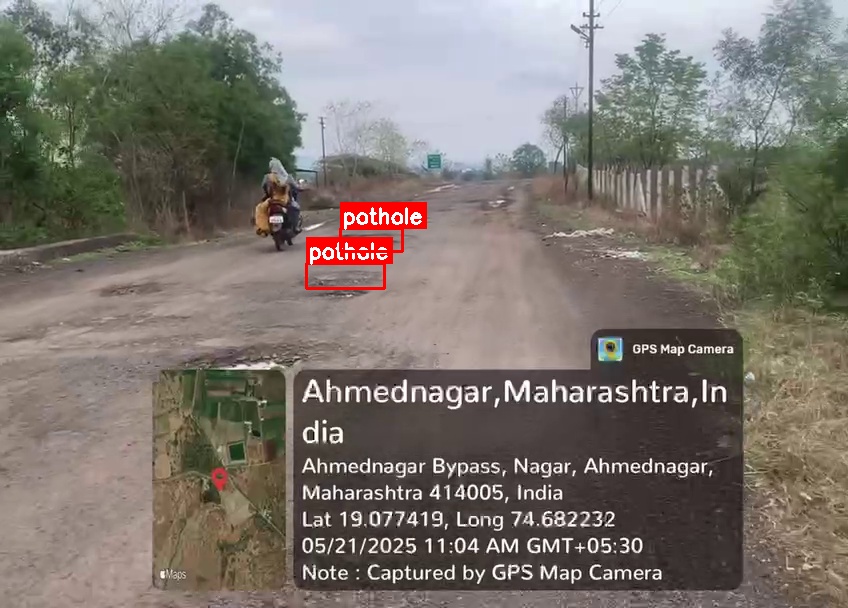 pothole
pothole
GPS Map Camera
Ahmednagar,Maharashtra,In
dia
Ahmednagar Bypass, Nagar, Ahmednagar,
Maharashtra 414005, India
Lat 19.077419, Long 74.682232
05/21/2025 11:04 AM GMT+05:30
Note : Captured by GPS Map Camera
Maps